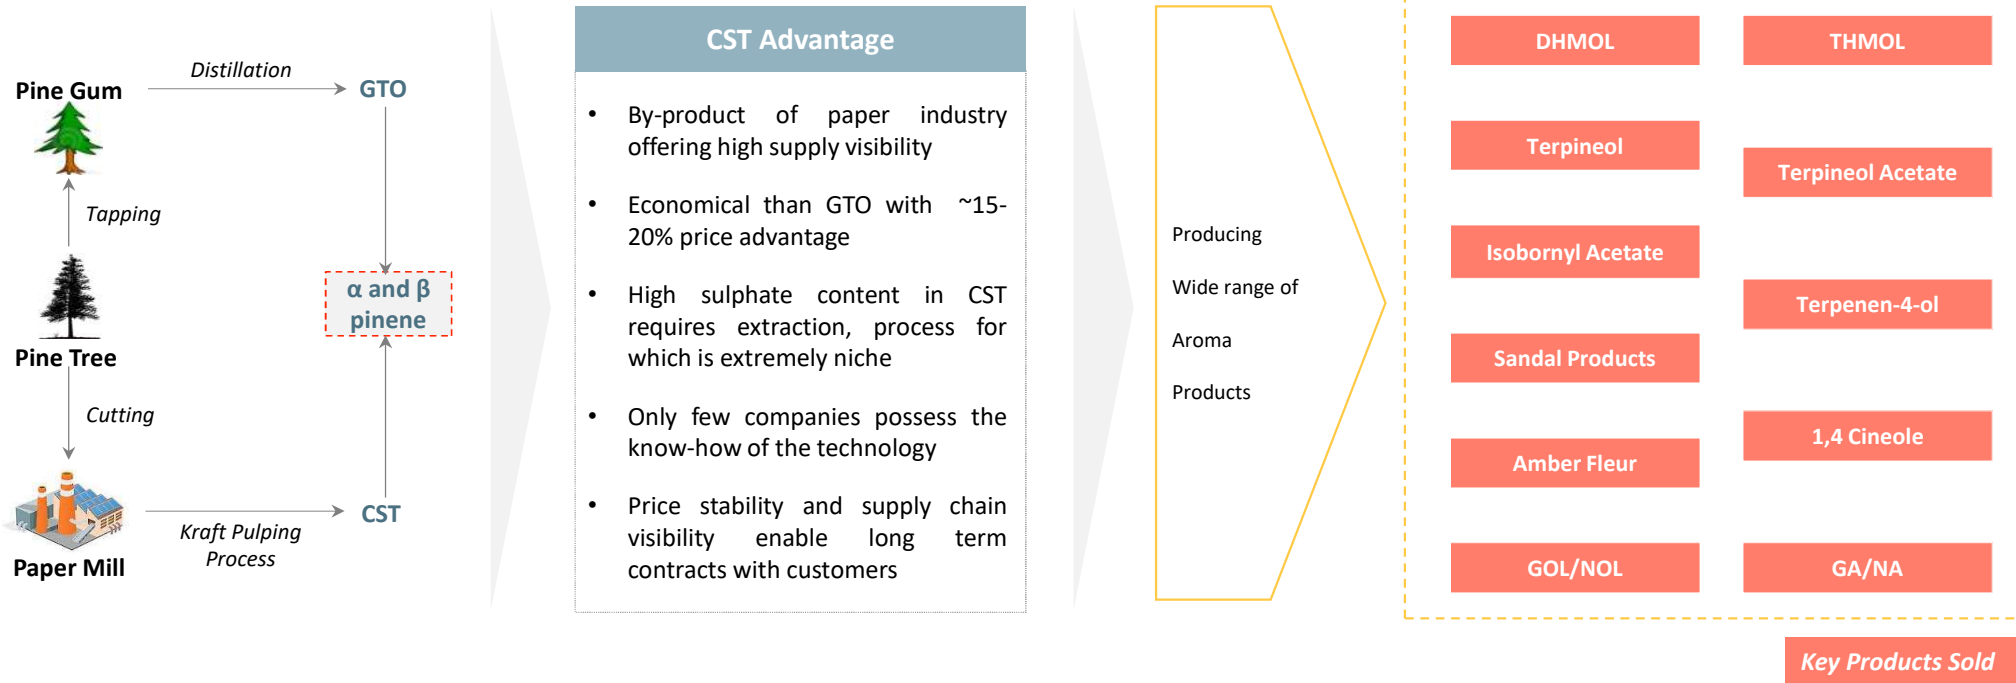 Pine Gum
Distillation
GTO
Tapping
α and β
pinene
Pine Tree
Cutting
Kraft Pulping
Process
CST
Paper Mill
CST Advantage
• By-product of paper industry
offering high supply visibility
• Economical than GTO with ~15-
20% price advantage
• High sulphate content in CST
requires extraction, process for
which is extremely niche
• Only few companies possess the
know-how of the technology
• Price stability and supply chain
visibility enable long term
contracts with customers
Producing
Wide range of
Aroma
Products
DHMOL
THMOL
Terpineol
Terpineol Acetate
Isobornyl Acetate
Terpenen-4-ol
Sandal Products
1,4 Cineole
Amber Fleur
GOL/NOL
GA/NA
Key Products Sold